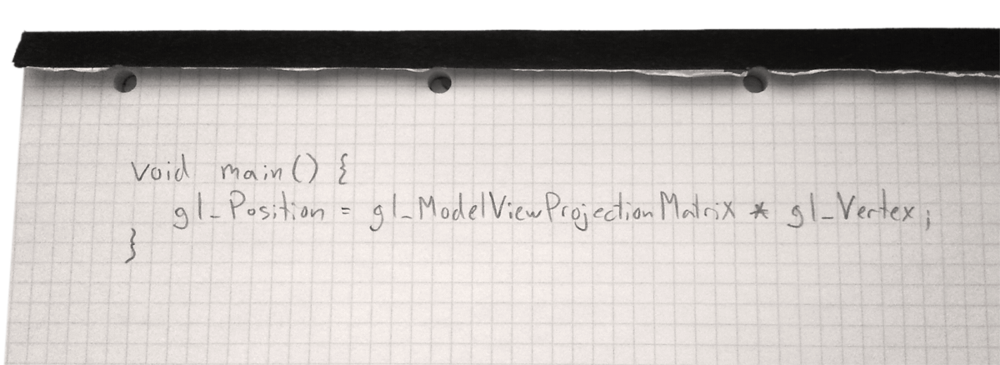 void main() {
gl_Position = gl_ModelViewProjectionMatrix * gl_Vertex;
}